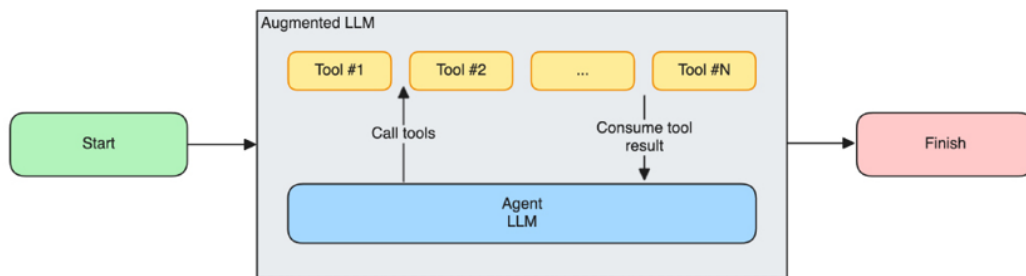 Augmented LLM
Tool #1
Tool #2
...
Tool #N
Start
Call tools
Consume tool
result
Finish
Agent
LLM